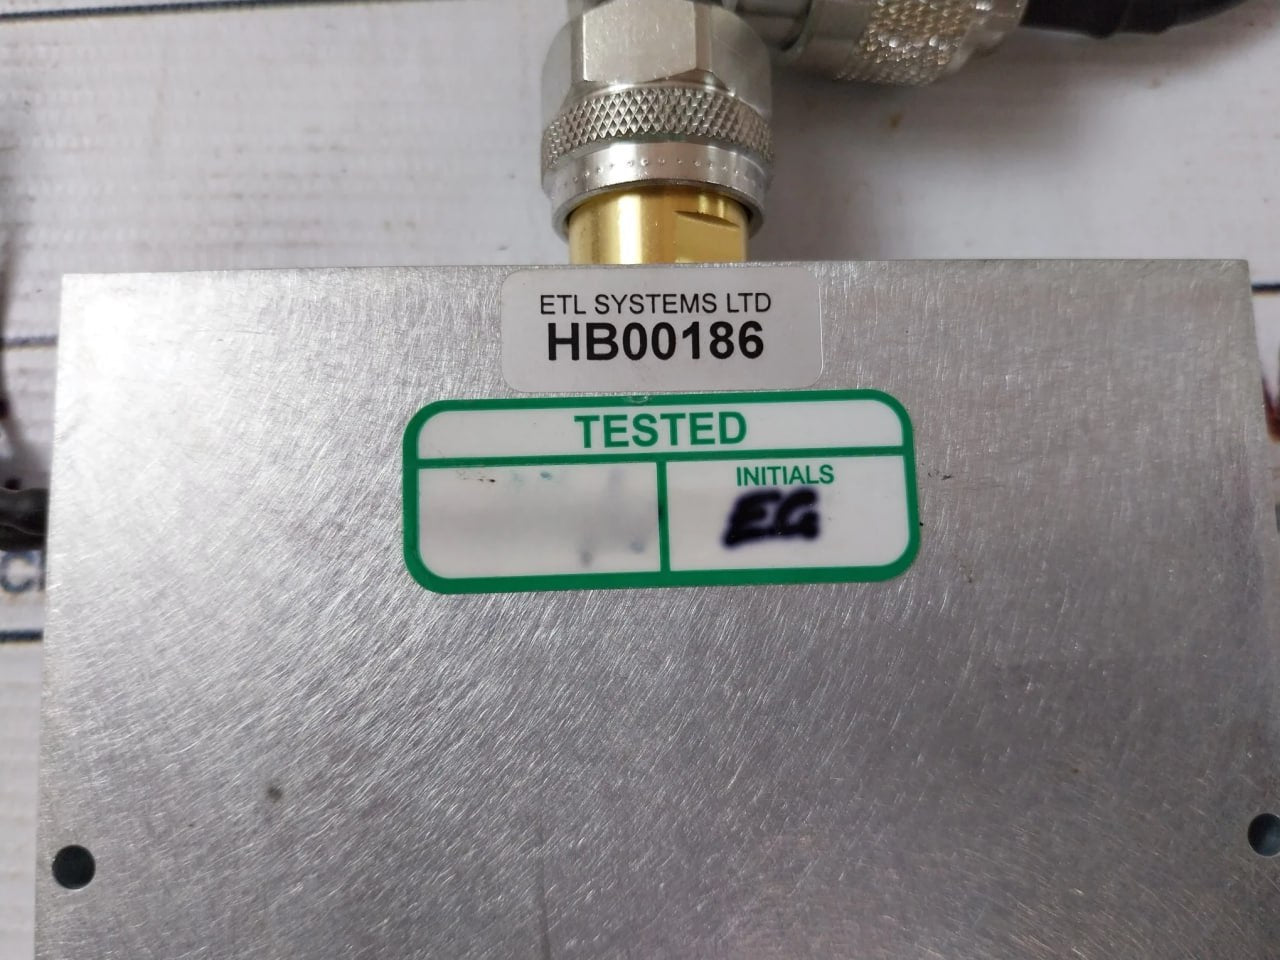 ETL SYSTEMS LTD
HB00186
TESTED
INITIALS
EG